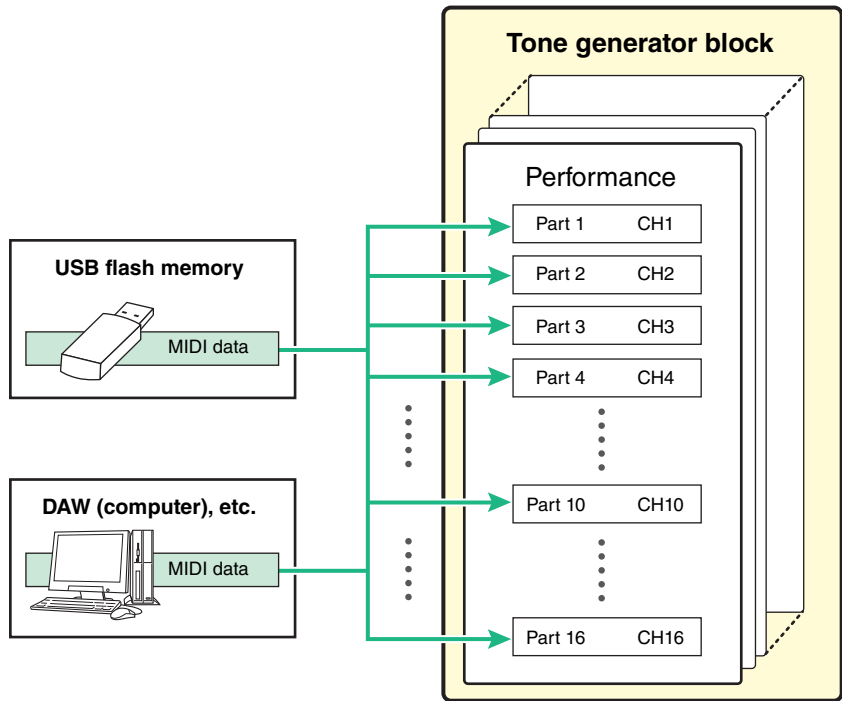 Tone generator block
Performance
Part 1 CH1
Part 2 CH2
Part 3 CH3
Part 4 CH4
Part 10 CH10
Part 16 CH16
USB flash memory
MIDI data
DAW (computer), etc.
MIDI data